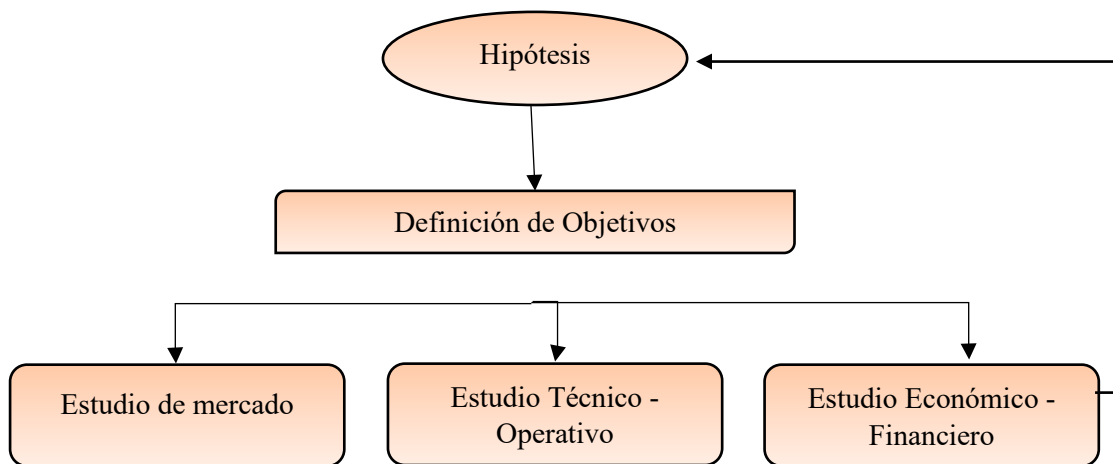 Hipótesis
Definición de Objetivos
Estudio de mercado
Estudio Técnico -
Operativo
Estudio Económico -
Financiero